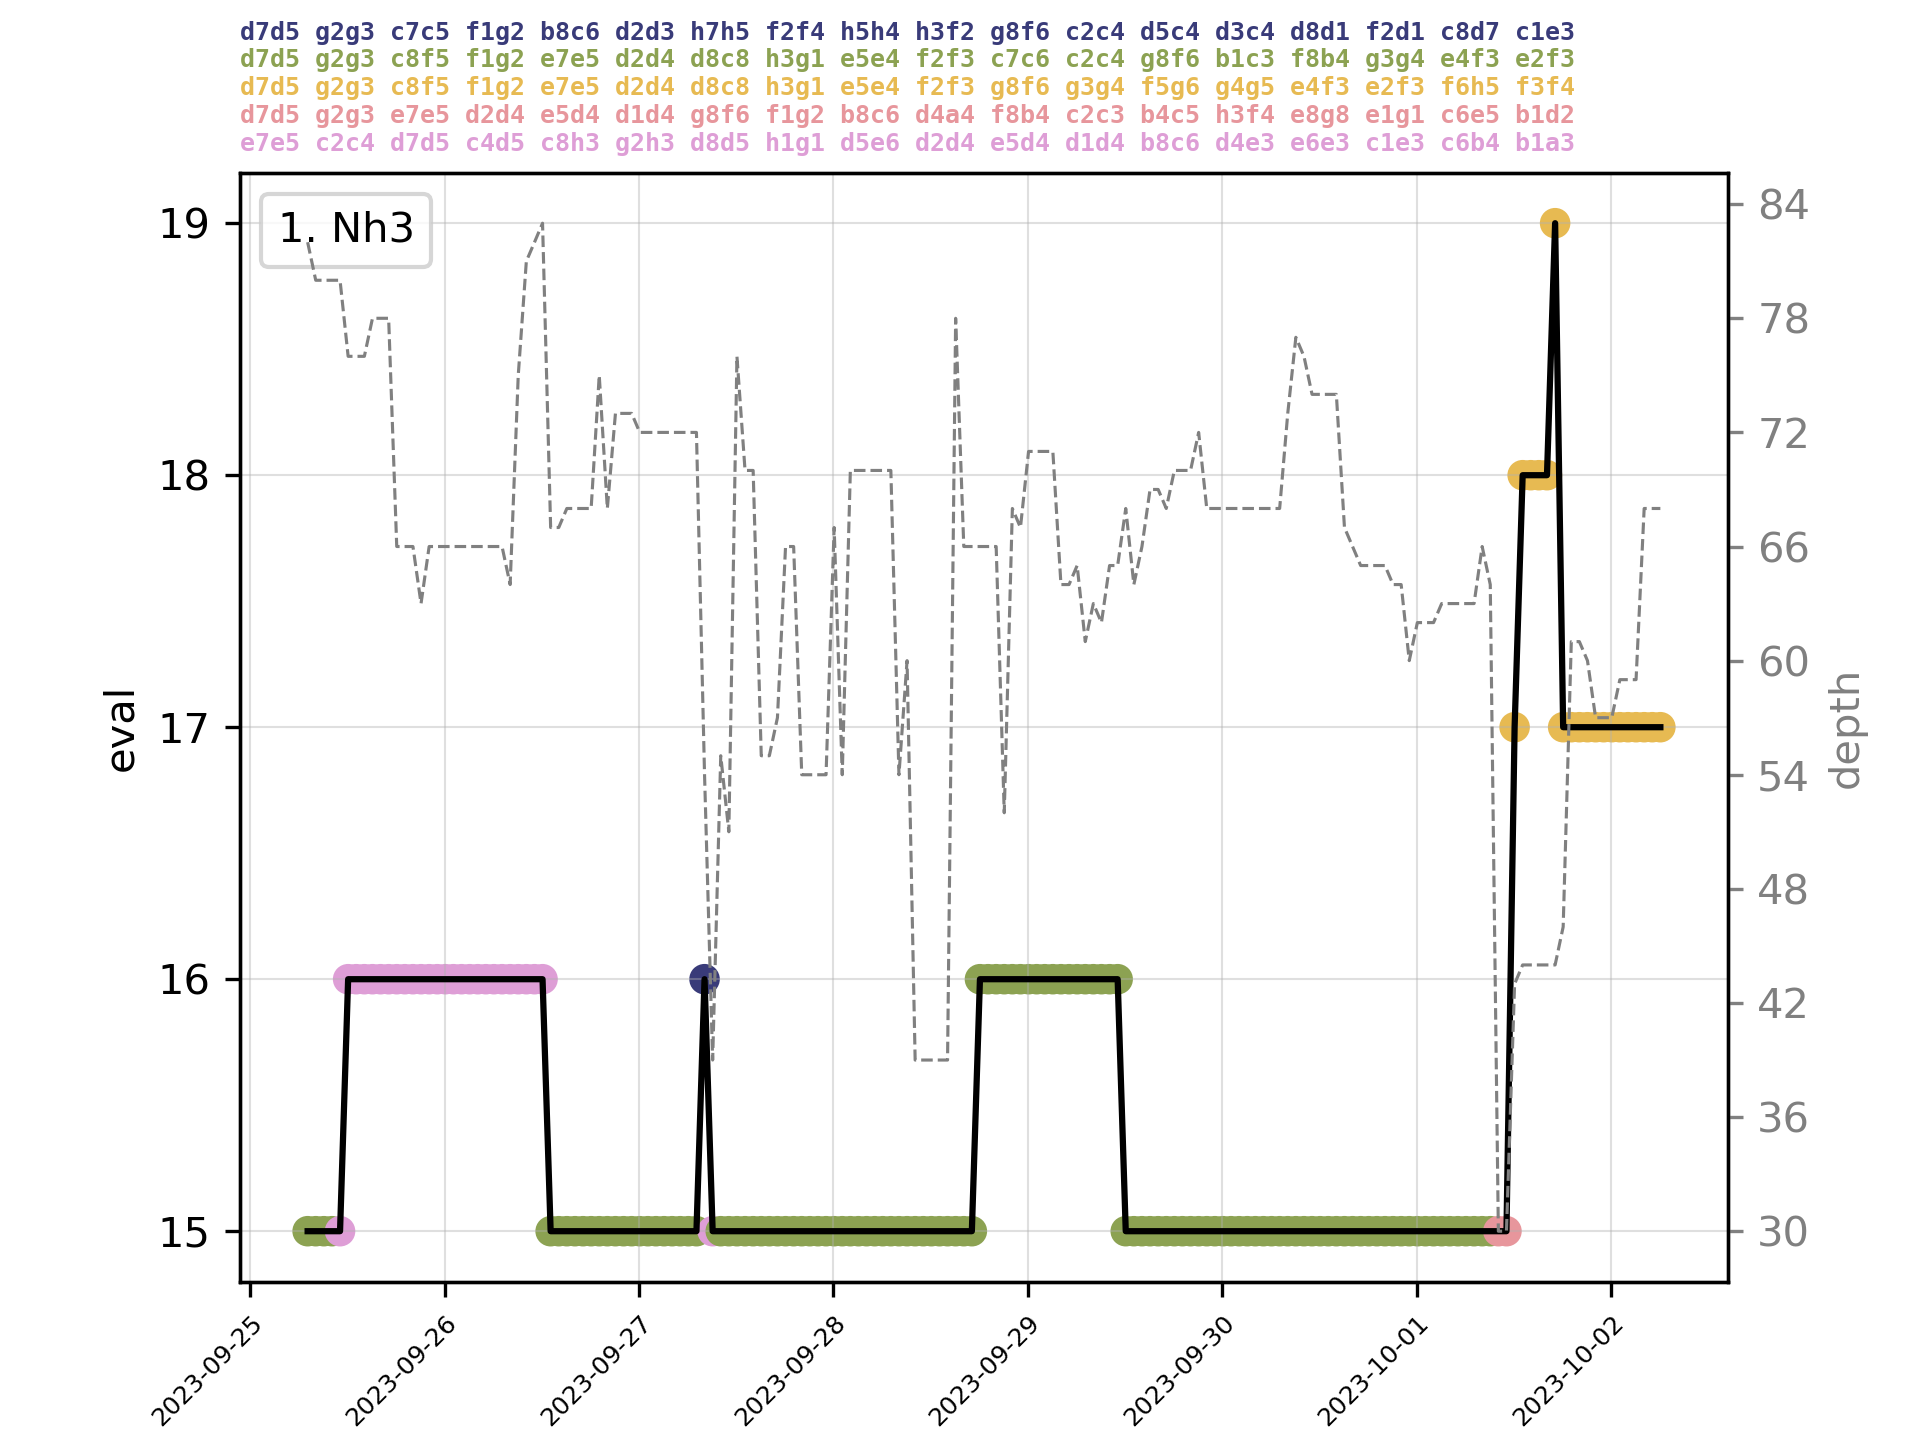 d7d5 g2g3 c7c5 f1g2 b8c6 d2d3 h7h5 f2f4 h5h4 h3f2 g8f6 c2c4 d5c4 d3c4 d8d1 f2d1 c8d7 c1e3
d7d5 g2g3 c8f5 f1g2 e7e5 d2d4 d8c8 h3g1 e5e4 f2f3 c7c6 c2c4 g8f6 b1c3 f8b4 g3g4 e4f3 e2f3
d7d5 g2g3 c8f5 f1g2 e7e5 d2d4 d8c8 h3g1 e5e4 f2f3 g8f6 g3g4 f5g6 g4g5 e4f3 e2f3 f6h5 f3f4
d7d5 g2g3 e7e5 d2d4 e5d4 d1d4 g8f6 f1g2 b8c6 d4a4 f8b4 c2c3 b4c5 h3f4 e8g8 e1g1 c6e5 b1d2
e7e5 c2c4 d7d5 c4d5 c8h3 g2h3 d8d5 h1g1 d5e6 d2d4 e5d4 d1d4 b8c6 d4e3 e6e3 c1e3 c6b4 b1a3
1. Nh3
19
18
17
16
15
eval
84
78
72
66
60
54
48
42
36
30
depth
2023-09-25
2023-09-26
2023-09-27
2023-09-28
2023-09-29
2023-09-30
2023-10-01
2023-10-02